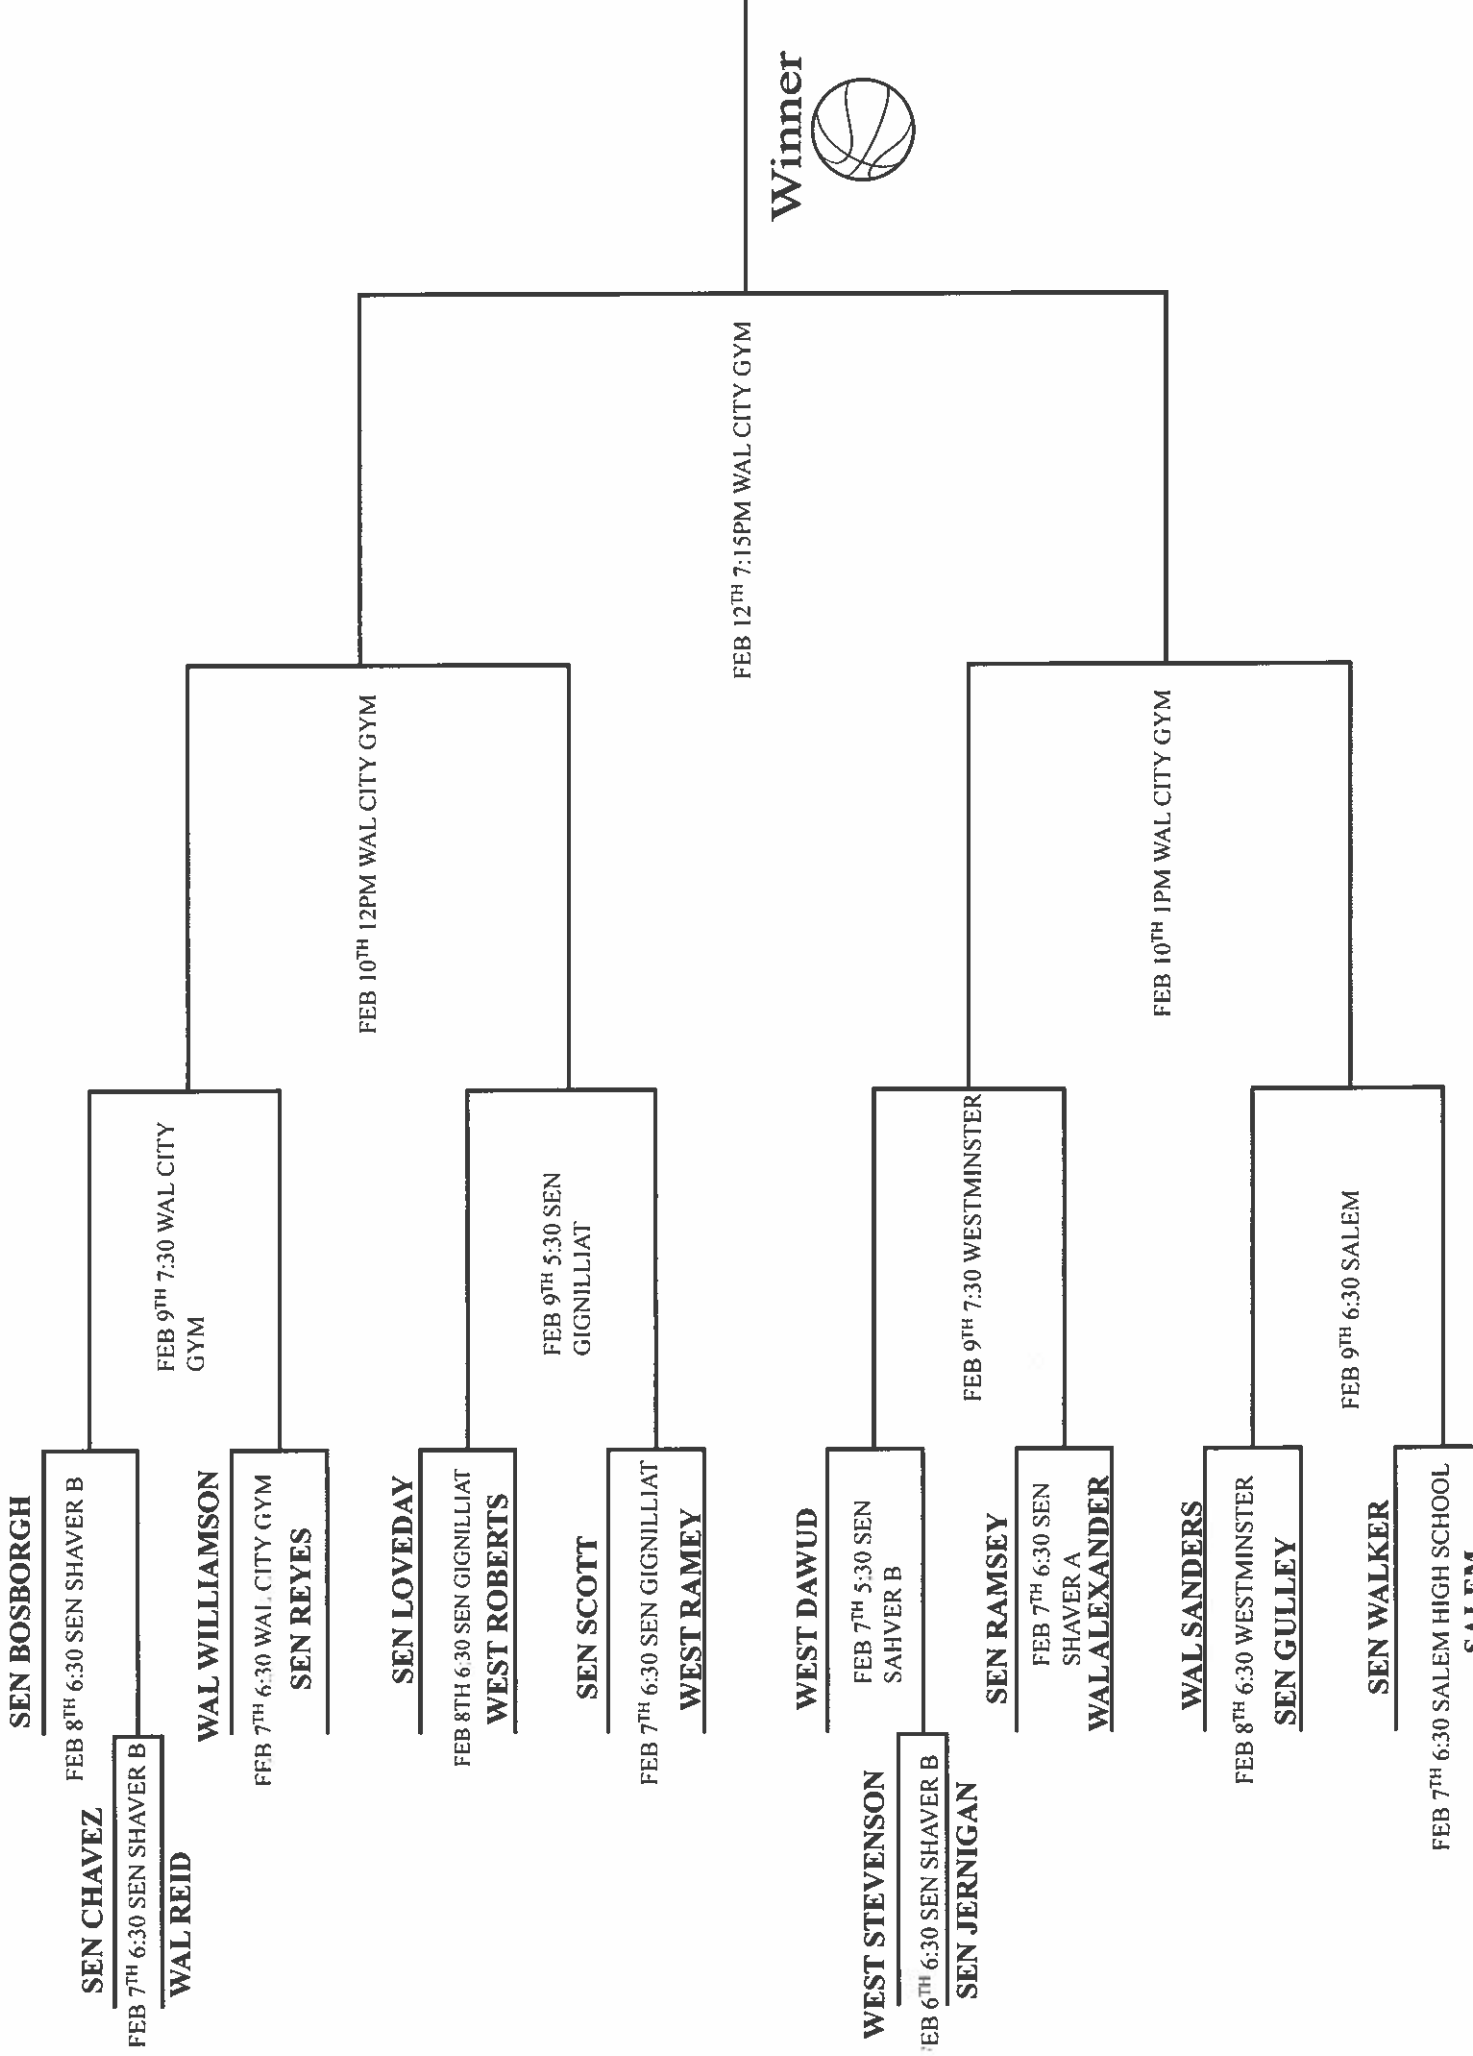 SEN BOSBORGH
FEB 8TH 6:30 SEN SHAVER B
SEN CHAVEZ
FEB 7TH 6:30 SEN SHAVER B
WAL REID
FEB 9TH 7:30 WAL CITY
GYM
WAL WILLIAMSON
FEB 7TH 6:30 WAL CITY GYM
SEN REYES
FEB 10TH 12PM WAL CITY GYM
SEN LOVEDAY
FEB 8TH 6:30 SEN GIGNILLIAT
WEST ROBERTS
FEB 9TH 5:30 SEN
GIGNILLIAT
SEN SCOTT
FEB 7TH 6:30 SEN GIGNILLIAT
WEST RAMEY
FEB 12TH 7:15PM WAL CITY GYM
Winner
WEST DAWUD
FEB 7TH 5:30 SEN
SAHVER B
WEST STEVENSON
FEB 6TH 6:30 SEN SHAVER B
SEN JERNIGAN
FEB 9TH 7:30 WESTMINSTER
SEN RAMSEY
FEB 7TH 6:30 SEN
SHAVER A
WAL ALEXANDER
FEB 10TH 1PM WAL CITY GYM
WAL SANDERS
FEB 8TH 6:30 WESTMINSTER
SEN GULLEY
FEB 9TH 6:30 SALEM
SEN WALKER
FEB 7TH 6:30 SALEM HIGH SCHOOL
SALEM